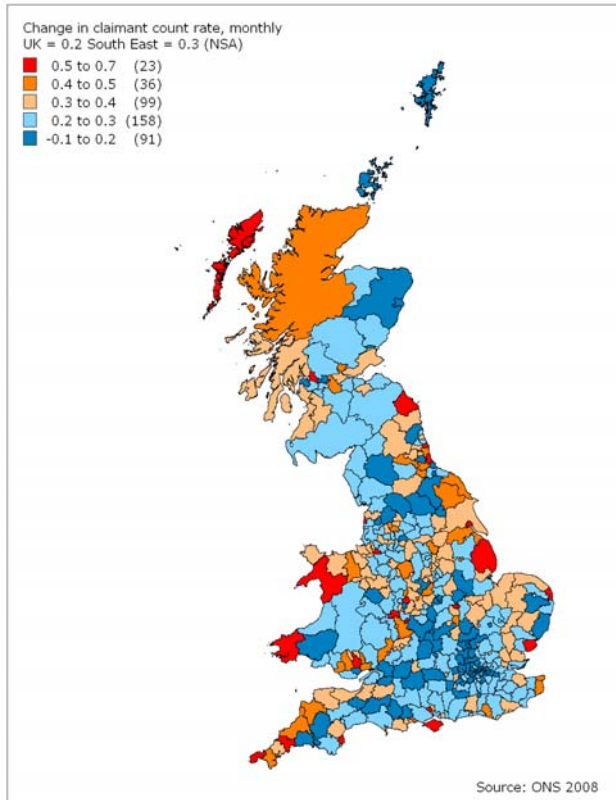 Change in claimant count rate, monthly
UK = 0.2 South East = 0.3 (NSA)
0.5 to 0.7 (23)
0.4 to 0.5 (36)
0.3 to 0.4 (99)
0.2 to 0.3 (158)
-0.1 to 0.2 (91)
Source: ONS 2008